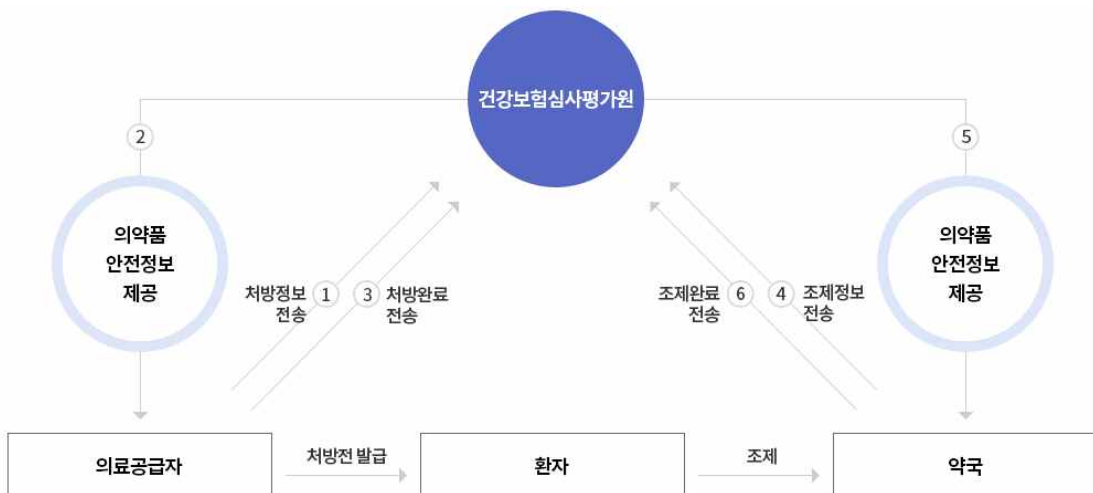 건강보험심사평가원
2
5
의약품
안전정보
제공
의약품
안전정보
제공
처방정보
전송
1
3
처방완료
전송
조제완료
전송
6
4
조제정보
전송
의료공급자
처방전 발급
환자
조제
약국